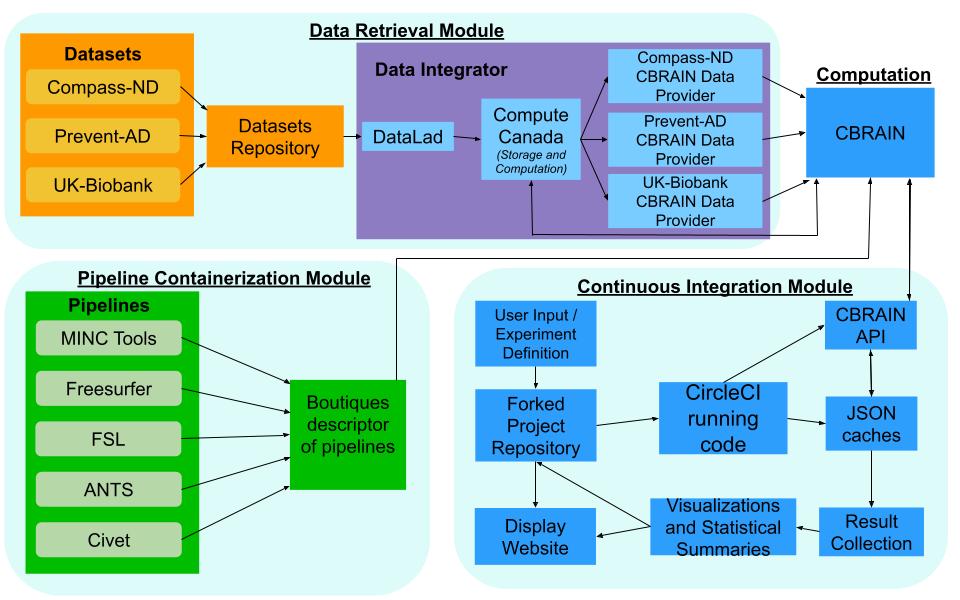 Data Retrieval Module
Datasets
Compass-ND
Prevent-AD
UK-Biobank
Datasets
Repository
Data Integrator
DataLad
Compute
Canada
(Storage and
Computation)
Compass-ND
CBRAIN Data
Provider
Prevent-AD
CBRAIN Data
Provider
UK-Biobank
CBRAIN Data
Provider
Computation
CBRAIN
Pipeline Containerization Module
Pipelines
MINC Tools
Freesurfer
FSL
ANTS
Civet
Boutiques
descriptor
of pipelines
Continuous Integration Module
User Input /
Experiment
Definition
Forked
Project
Repository
CircleCI
running
code
CBRAIN
API
JSON
caches
Result
Collection
Visualizations
and Statistical
Summaries
Display
Website